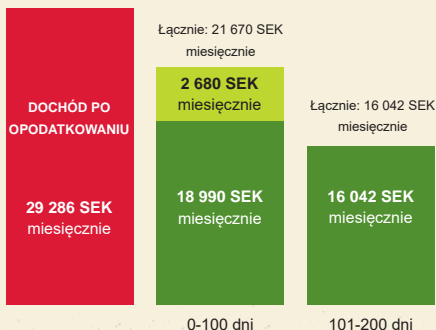 DOCHÓD PO
OPODATKOWANIU
29 286 SEK
miesięcznie
Łącznie: 21 670 SEK
miesięcznie
2 680 SEK
miesięcznie
18 990 SEK
miesięcznie
0-100 dni
Łącznie: 16 042 SEK
miesięcznie
16 042 SEK
miesięcznie
101-200 dni